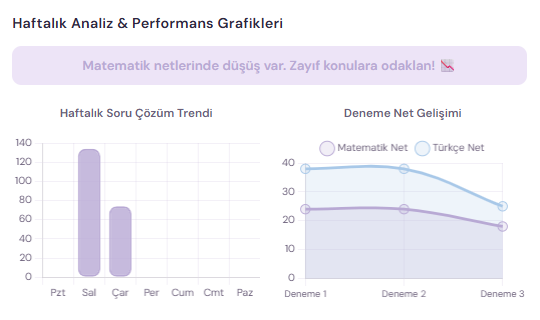 Haftalık Analiz & Performans Grafikleri
Matematik netlerinde düşüş var. Zayıf konulara odaklan! 📉
Haftalık Soru Çözüm Trendi
140
120
100
80
60
40
20
0
Pzt Sal Çar Per Cum Cmt Paz
Deneme Net Gelişimi
Matematik Net Türkçe Net
40
30
20
10
0
Deneme 1 Deneme 2 Deneme 3